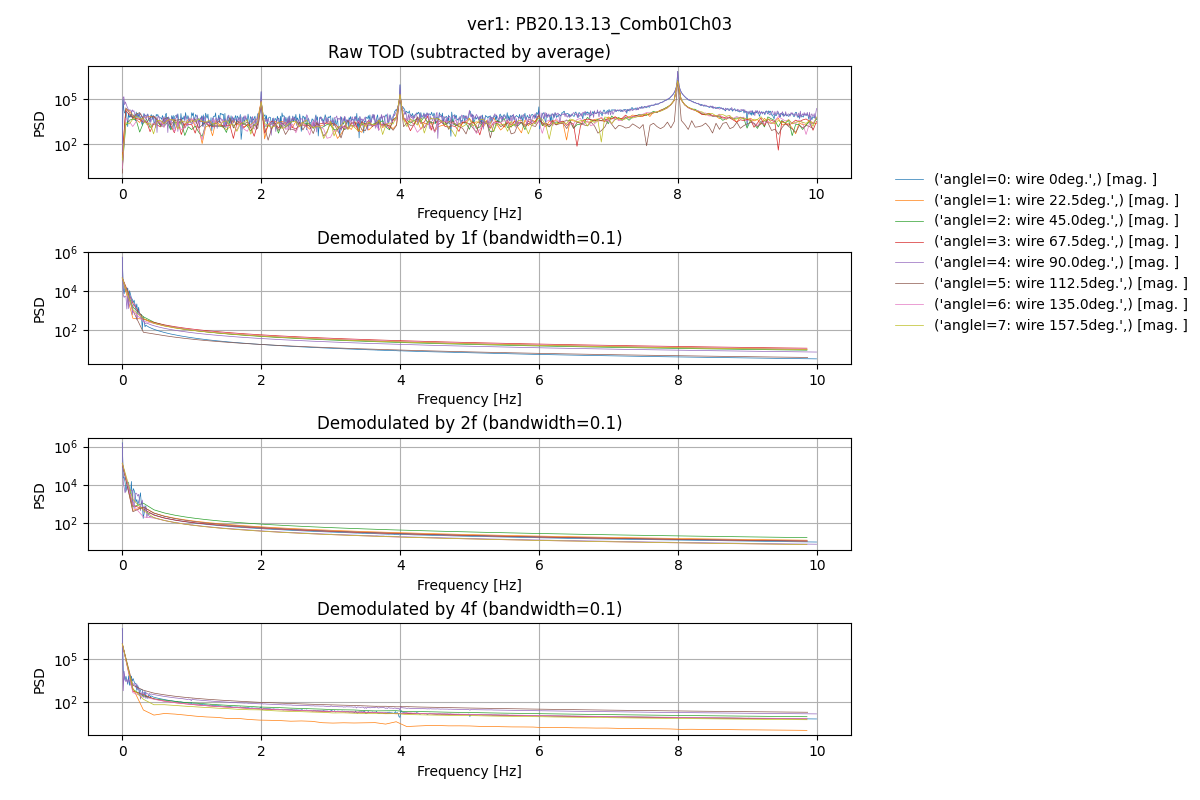 ver1: PB20.13.13_Comb01Ch03
Raw TOD (subtracted by average)
10^5
10^2
PSD
0 2 4 6 8 10
Frequency [Hz]
('angleI=0: wire 0deg.',) [mag. ]
('angleI=1: wire 22.5deg.',) [mag. ]
('angleI=2: wire 45.0deg.',) [mag. ]
('angleI=3: wire 67.5deg.',) [mag. ]
('angleI=4: wire 90.0deg.',) [mag. ]
('angleI=5: wire 112.5deg.',) [mag. ]
('angleI=6: wire 135.0deg.',) [mag. ]
('angleI=7: wire 157.5deg.',) [mag. ]
Demodulated by 1f (bandwidth=0.1)
10^6
10^4
10^2
PSD
0 2 4 6 8 10
Frequency [Hz]
Demodulated by 2f (bandwidth=0.1)
10^6
10^4
10^2
PSD
0 2 4 6 8 10
Frequency [Hz]
Demodulated by 4f (bandwidth=0.1)
10^5
10^2
PSD
0 2 4 6 8 10
Frequency [Hz]